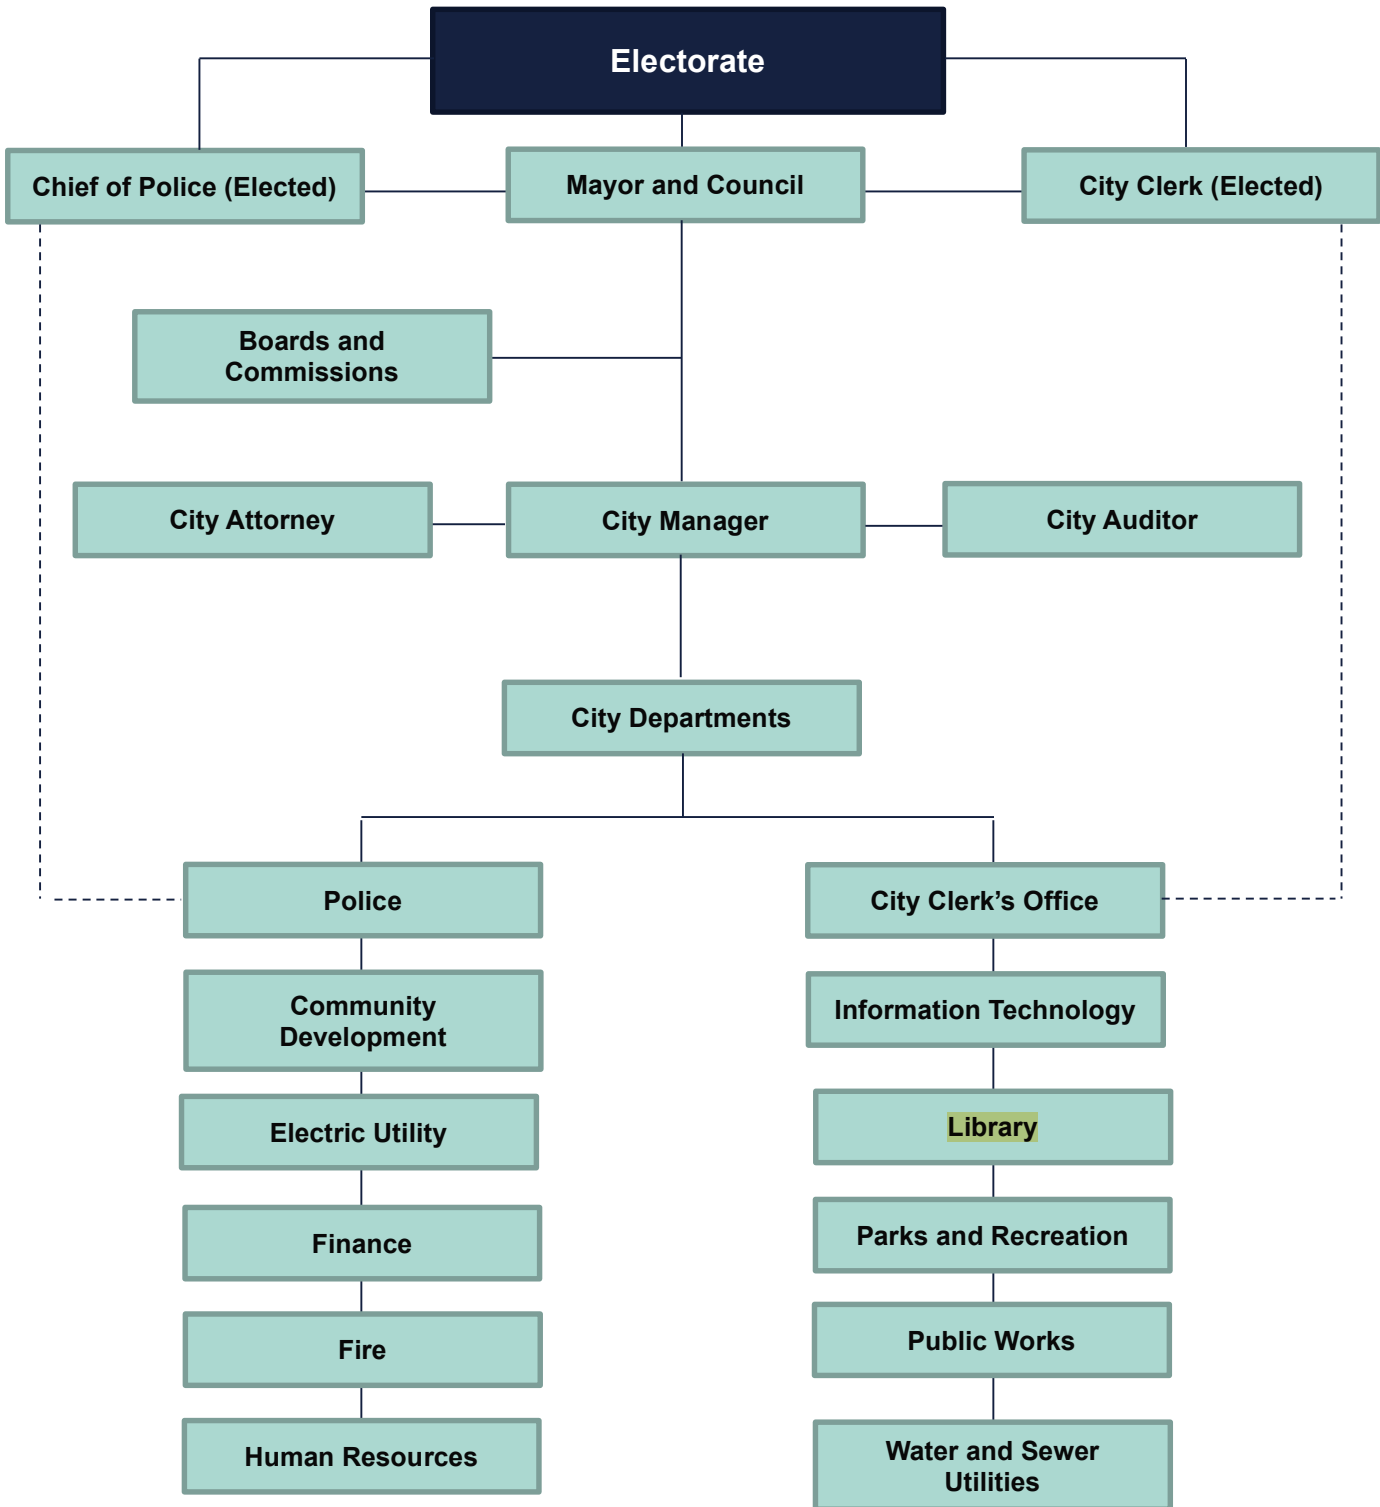 Electorate
Chief of Police (Elected)
Mayor and Council
City Clerk (Elected)
Boards and
Commissions
City Attorney
City Manager
City Auditor
City Departments
Police
City Clerk’s Office
Community
Development
Information Technology
Electric Utility
Library
Finance
Parks and Recreation
Fire
Public Works
Human Resources
Water and Sewer
Utilities